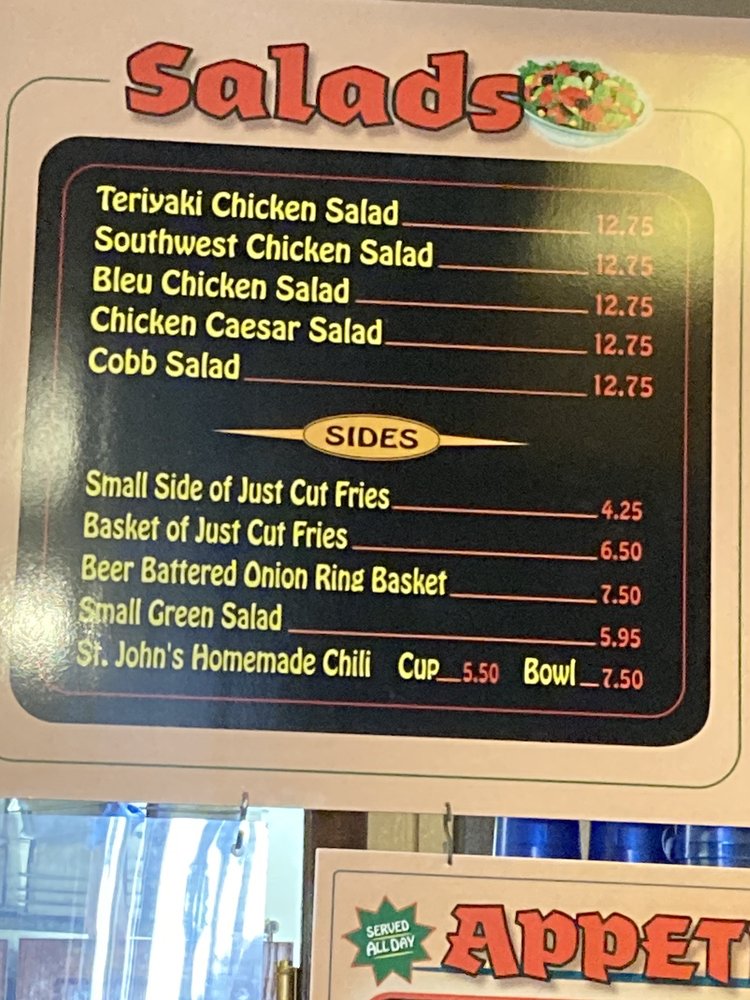 Salads
Teriyaki Chicken Salad 12.75
Southwest Chicken Salad 12.75
Bleu Chicken Salad 12.75
Chicken Caesar Salad 12.75
Cobb Salad 12.75
SIDES
Small Side of Just Cut Fries 4.25
Basket of Just Cut Fries 6.50
Beer Battered Onion Ring Basket 7.50
Small Green Salad 5.95
St. John's Homemade Chili Cup 5.50 Bowl 7.50
SERVED
ALL DAY
APPET